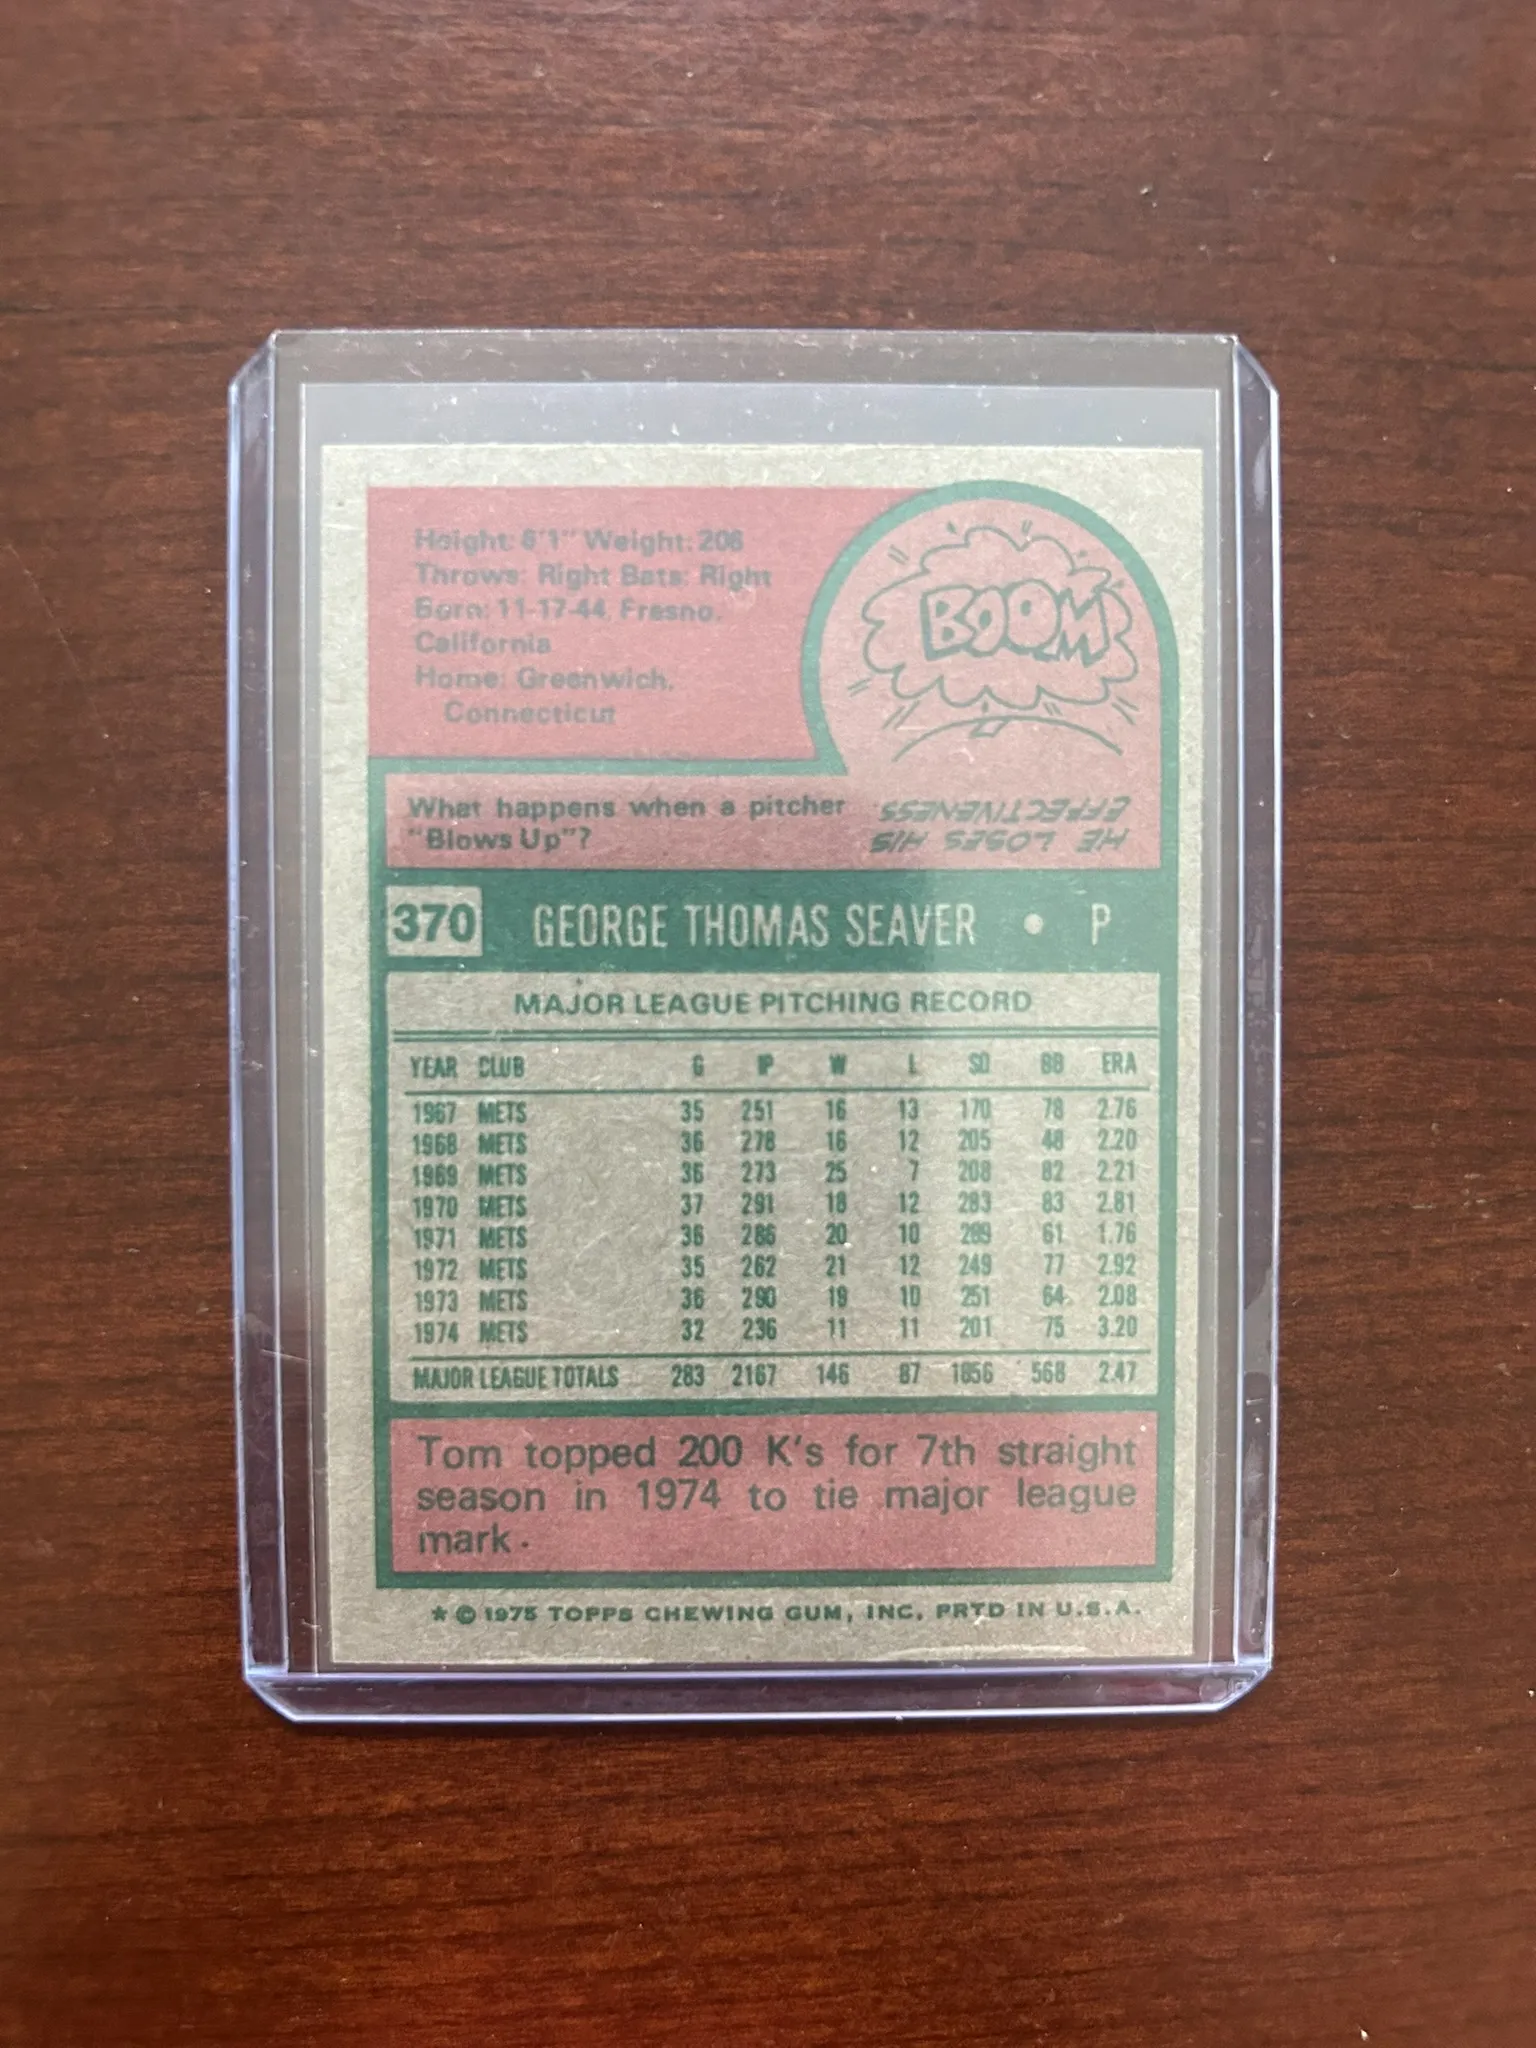 Height: 6'1" Weight: 206
Throws: Right Bats: Right
Born: 11-17-44, Fresno,
California
Home: Greenwich,
Connecticut
BOOM
What happens when a pitcher
"Blows Up"?
HE LOSES HIS
EFFECTIVENESS.
370 GEORGE THOMAS SEAVER • P
MAJOR LEAGUE PITCHING RECORD
YEAR CLUB G IP W L SO BB ERA
1967 METS 35 251 16 13 170 78 2.76
1968 METS 36 278 16 12 205 48 2.20
1969 METS 36 273 25 7 208 82 2.21
1970 METS 37 291 18 12 283 83 2.81
1971 METS 36 286 20 10 289 61 1.76
1972 METS 35 262 21 12 249 77 2.92
1973 METS 36 290 19 10 251 64 2.08
1974 METS 32 236 11 11 201 75 3.20
MAJOR LEAGUE TOTALS 283 2167 146 87 1856 568 2.47
Tom topped 200 K's for 7th straight
season in 1974 to tie major league
mark.
* © 1975 TOPPS CHEWING GUM, INC. PRTD IN U.S.A.